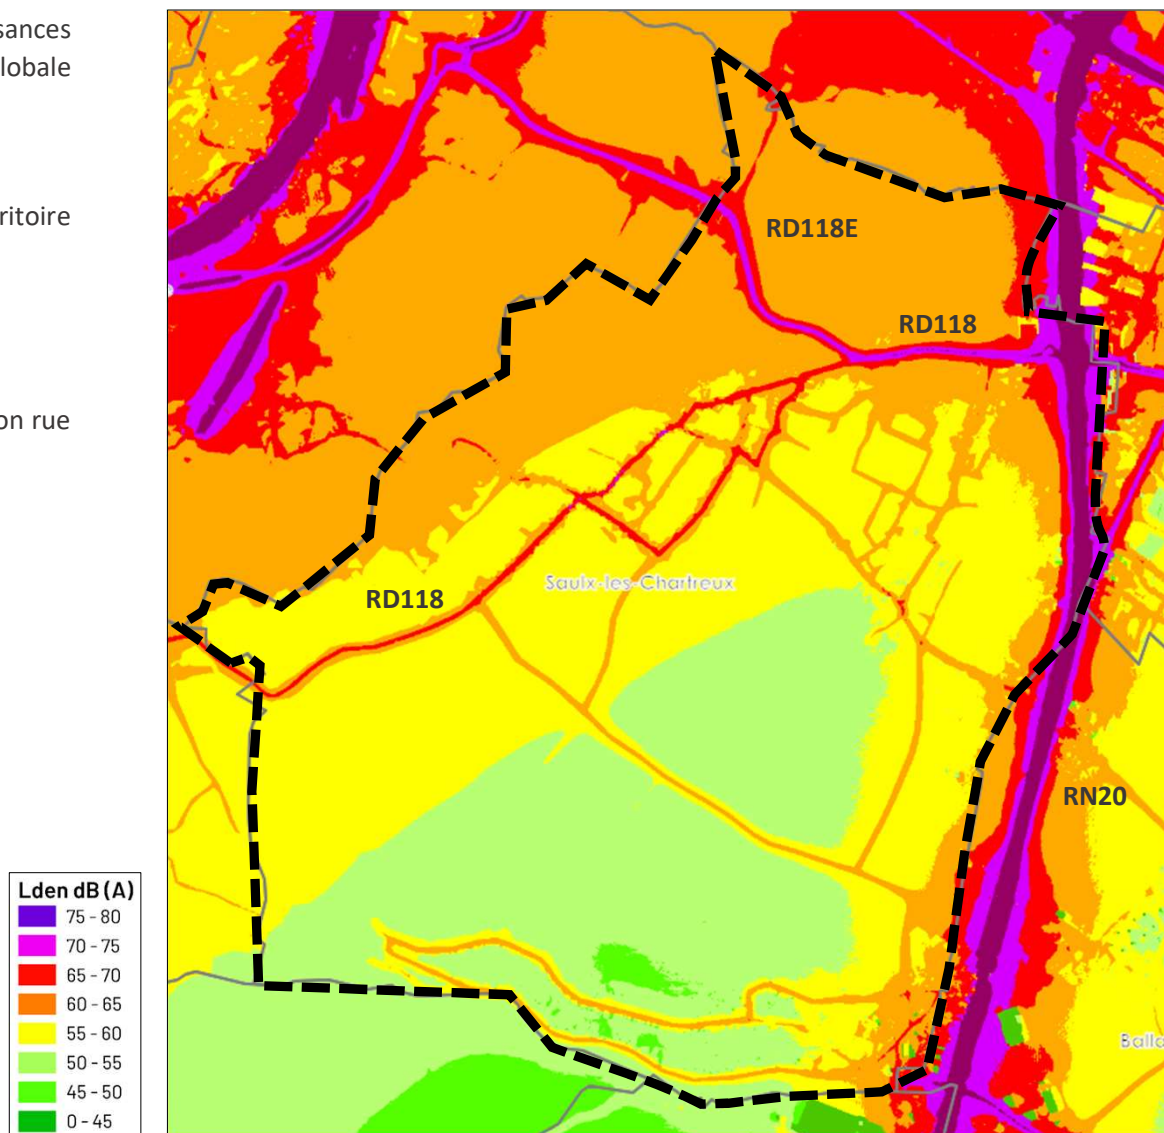 sances
lobale
ritoire
on rue
RD118E
RD118
Saulx-les-Chartreux
RD118
RN20
Balla
Lden dB (A)
75 - 80
70 - 75
65 - 70
60 - 65
55 - 60
50 - 55
45 - 50
0 - 45